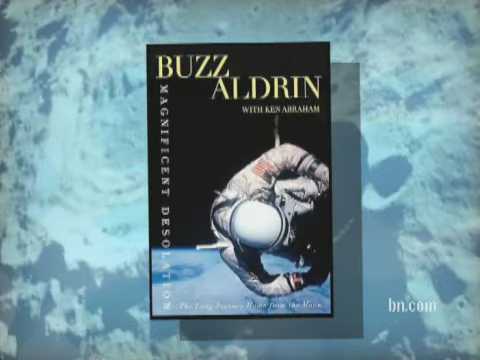 BUZZ
ALDRIN
WITH KEN ABRAHAM
MAGNIFICENT DESOLATION
The Long Journey Home from the Moon
bn.com